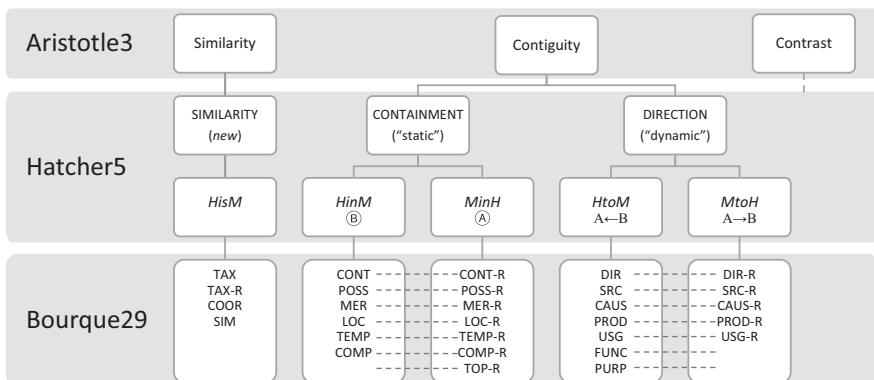 Aristotle3
Similarity
Contiguity
Contrast
Hatcher5
SIMILARITY
(new)
CONTAINMENT
("static")
DIRECTION
("dynamic")
HisM
HinM
Ⓑ
MinH
Ⓐ
HtoM
A←B
MtoH
A→B
Bourque29
TAX
TAX-R
COOR
SIM
CONT
POSS
MER
LOC
TEMP
COMP
CONT-R
POSS-R
MER-R
LOC-R
TEMP-R
COMP-R
TOP-R
DIR
SRC
CAUS
PROD
USG
FUNC
PURP
DIR-R
SRC-R
CAUS-R
PROD-R
USG-R